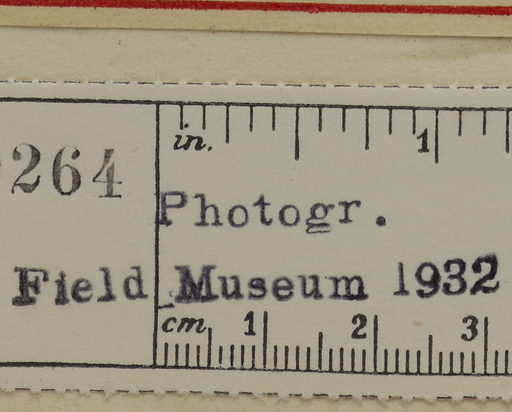 in. 1
264
Photogr.
Field Museum 1932
cm 1 2 3